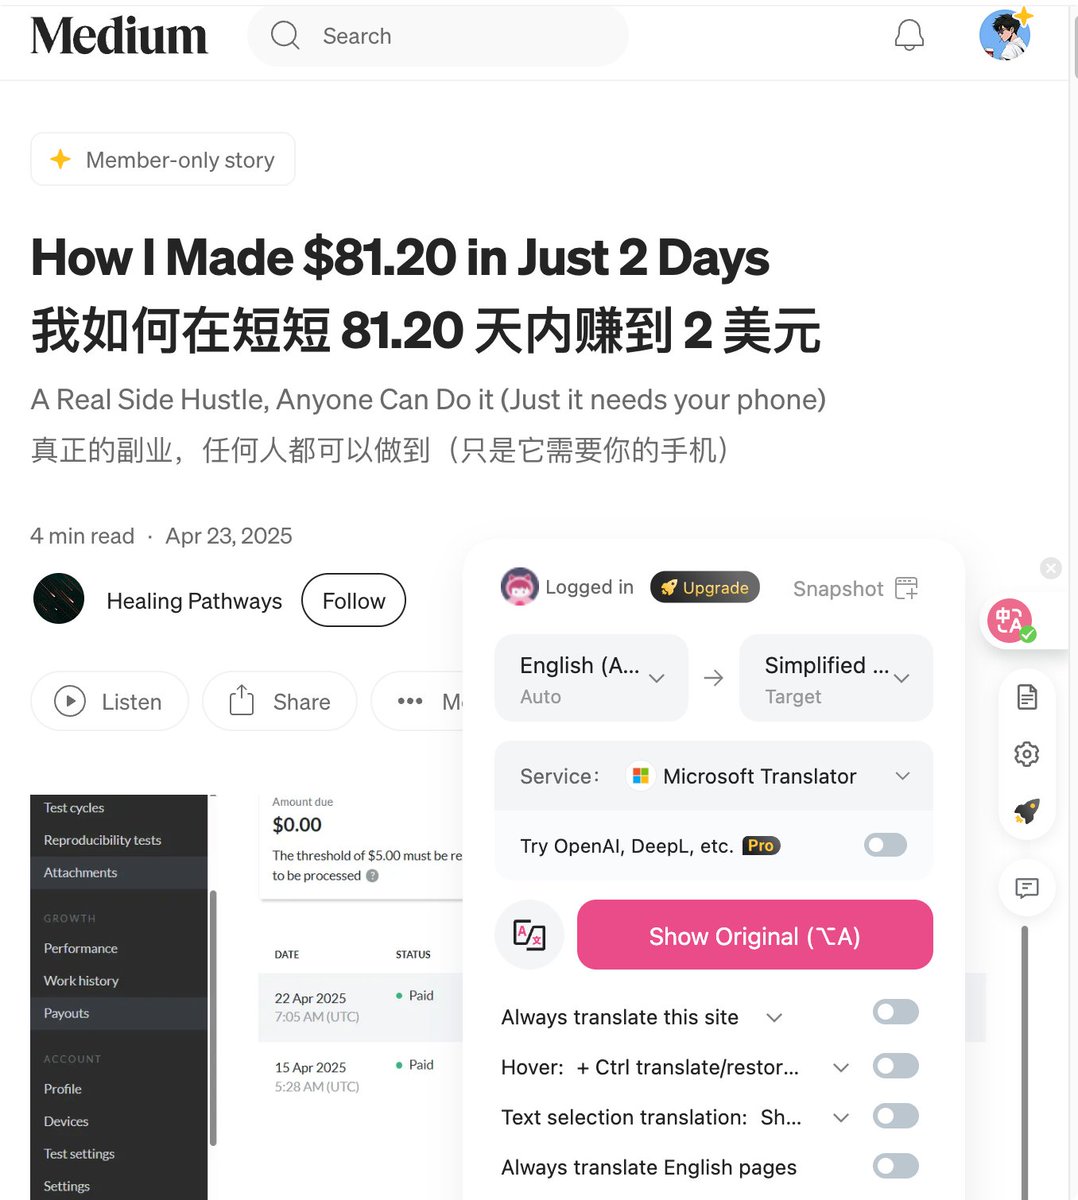 Medium
Search
Member-only story
How I Made $81.20 in Just 2 Days
我如何在短短 81.20 天内赚到 2 美元
A Real Side Hustle, Anyone Can Do it (Just it needs your phone)
真正的副业，任何人都可以做到（只是它需要你的手机）
4 min read · Apr 23, 2025
Healing Pathways
Follow
Listen
Share
Logged in
Upgrade
Snapshot
English (A...
Auto
Simplified ...
Target
Service:
Microsoft Translator
Try OpenAI, DeepL, etc. Pro
Show Original (⌥A)
Always translate this site
Hover: + Ctrl translate/restor...
Text selection translation: Sh...
Always translate English pages
Test cycles
Reproducibility tests
Attachments
GROWTH
Performance
Work history
Payouts
ACCOUNT
Profile
Devices
Test settings
Settings
Amount due
$0.00
The threshold of $5.00 must be re
to be processed
DATE
STATUS
22 Apr 2025
Paid
7:05 AM (UTC)
15 Apr 2025
Paid
5:28 AM (UTC)